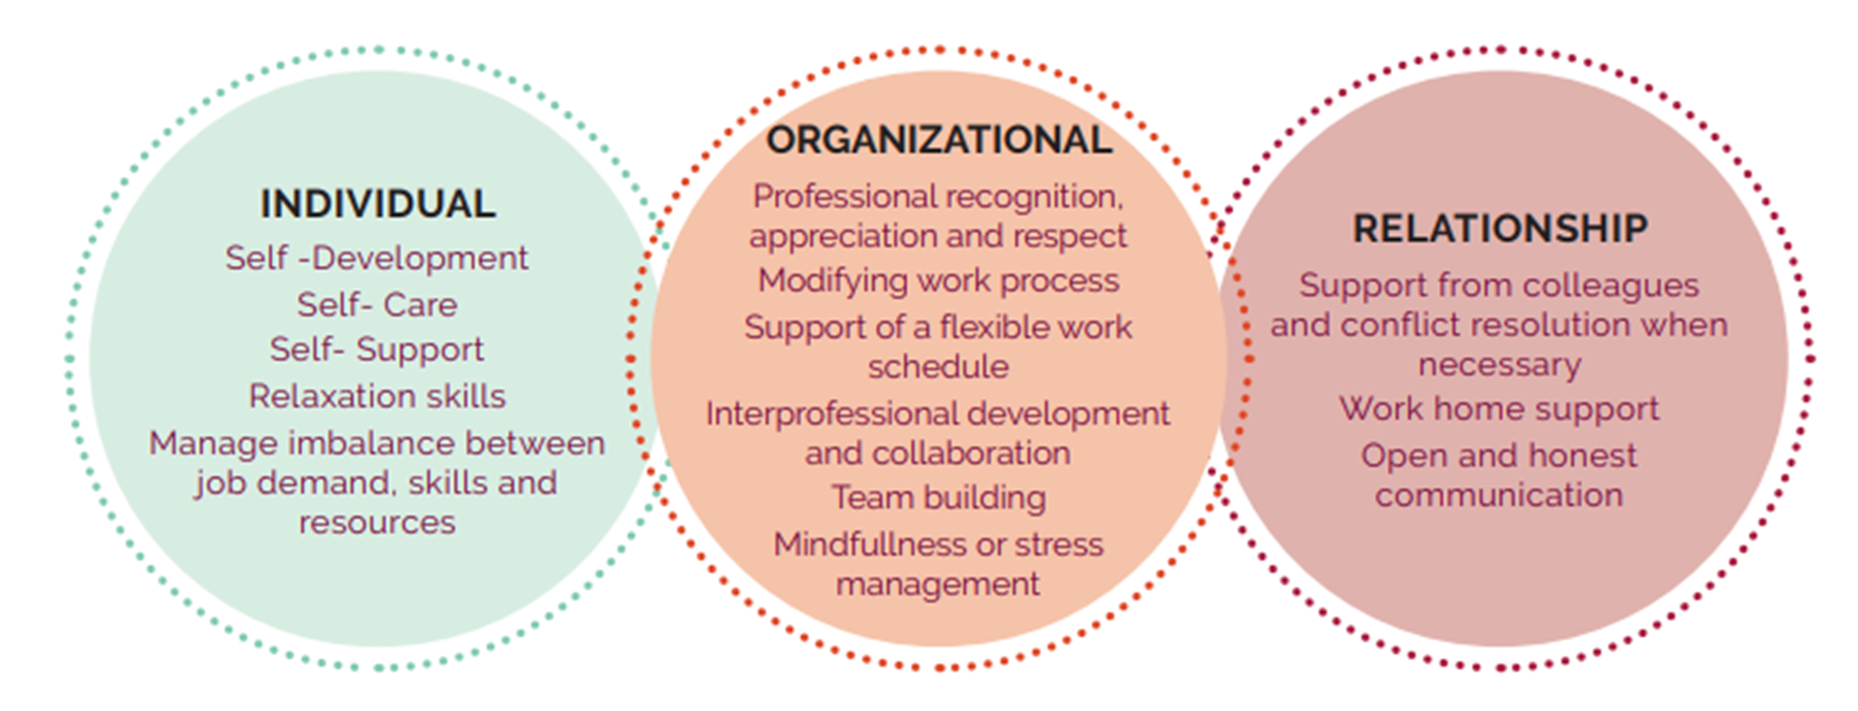 INDIVIDUAL
Self -Development
Self- Care
Self- Support
Relaxation skills
Manage imbalance between
job demand, skills and
resources
ORGANIZATIONAL
Professional recognition,
appreciation and respect
Modifying work process
Support of a flexible work
schedule
Interprofessional development
and collaboration
Team building
Mindfullness or stress
management
RELATIONSHIP
Support from colleagues
and conflict resolution when
necessary
Work home support
Open and honest
communication